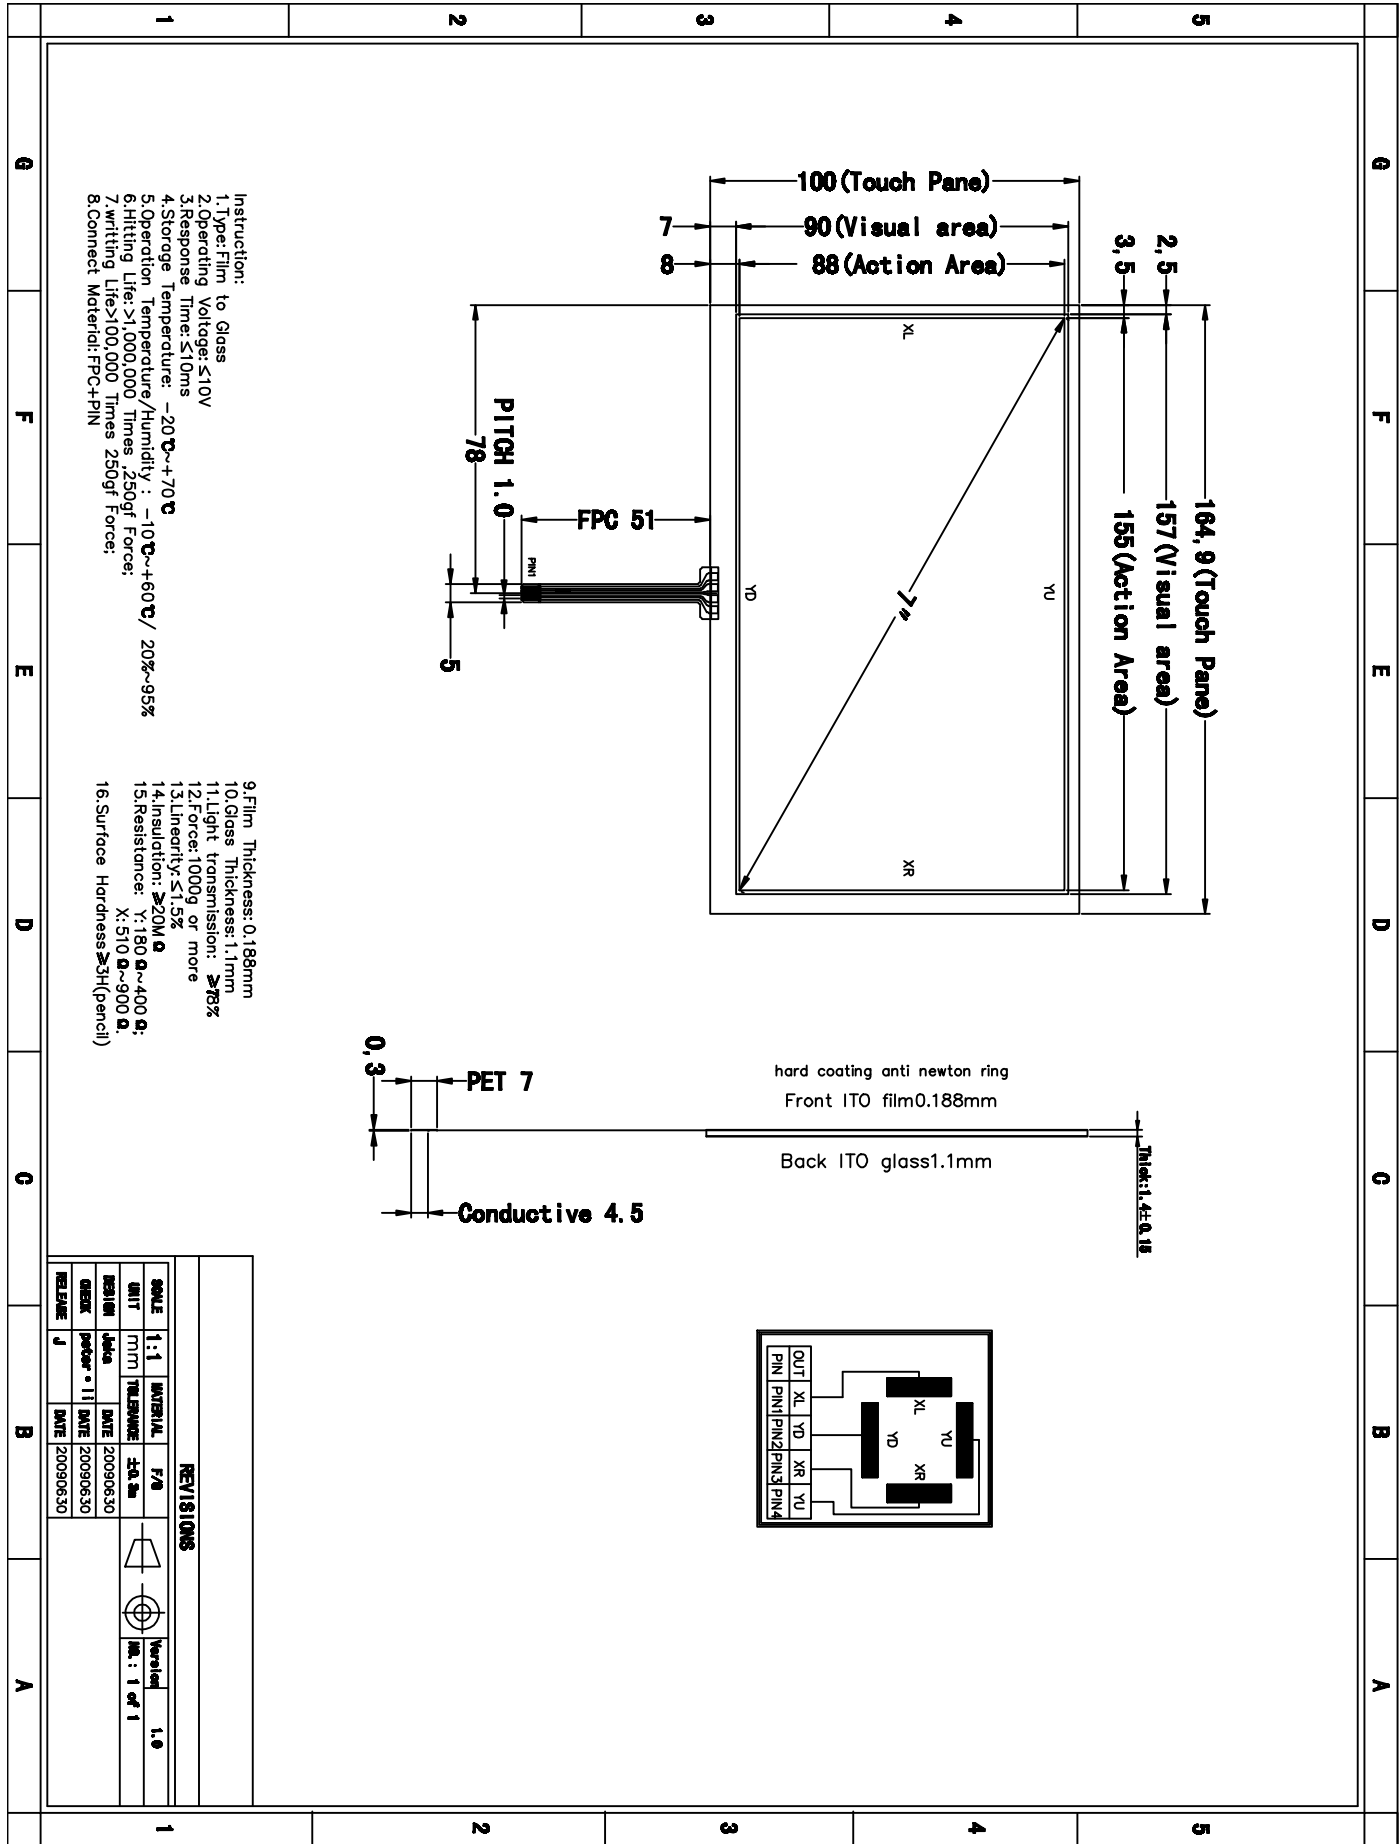 1
2
3
4
5
G
F
E
D
C
B
A
164,9(Touch Pane)
157(Visual area)
155(Action Area)
2,5
3,5
100(Touch Pane)
90(Visual area)
88(Action Area)
7
8
XL
YU
YD
XR
7"
FPC 51
PITCH 1.0
78
5
PIN1
hard coating anti newton ring
Front ITO film0.188mm
Back ITO glass1.1mm
Thick:1.4±0.15
PET 7
0,3
Conductive 4.5
XL
YU
YD
XR
OUT XL YD XR YU
PIN PIN1 PIN2 PIN3 PIN4
Instruction:
1.Type:Film to Glass
2.Operating Voltage:≤10V
3.Response Time:≤10ms
4.Storage Temperature: -20℃~+70℃
5.Operation Temperature/Humidity : -10℃~+60℃/ 20%~95%
6.Hitting Life:>1,000,000 Times ,250gf Force;
7.writting Life>100,000 Times 250gf Force;
8.Connect Material:FPC+PIN
9.Film Thickness:0.188mm
10.Glass Thickness:1.1mm
11.Light transmission: ≥78%
12.Force:1000g or more
13.Linearity:≤1.5%
14.Insulation:≥20MΩ
15.Resistance: Y:180Ω~400Ω;
X:510Ω~900Ω.
16.Surface Hardness≥3H(pencil)
REVISIONS
SCALE 1:1 MATERIAL F/G Version 1.0
UNIT mm TOLERANCE ±0.3m NO.: 1 of 1
DESIGN Jeka DATE 20090630
CHECK peter·li DATE 20090630
RELEASE J DATE 20090630
G
F
E
D
C
B
A
1
2
3
4
5